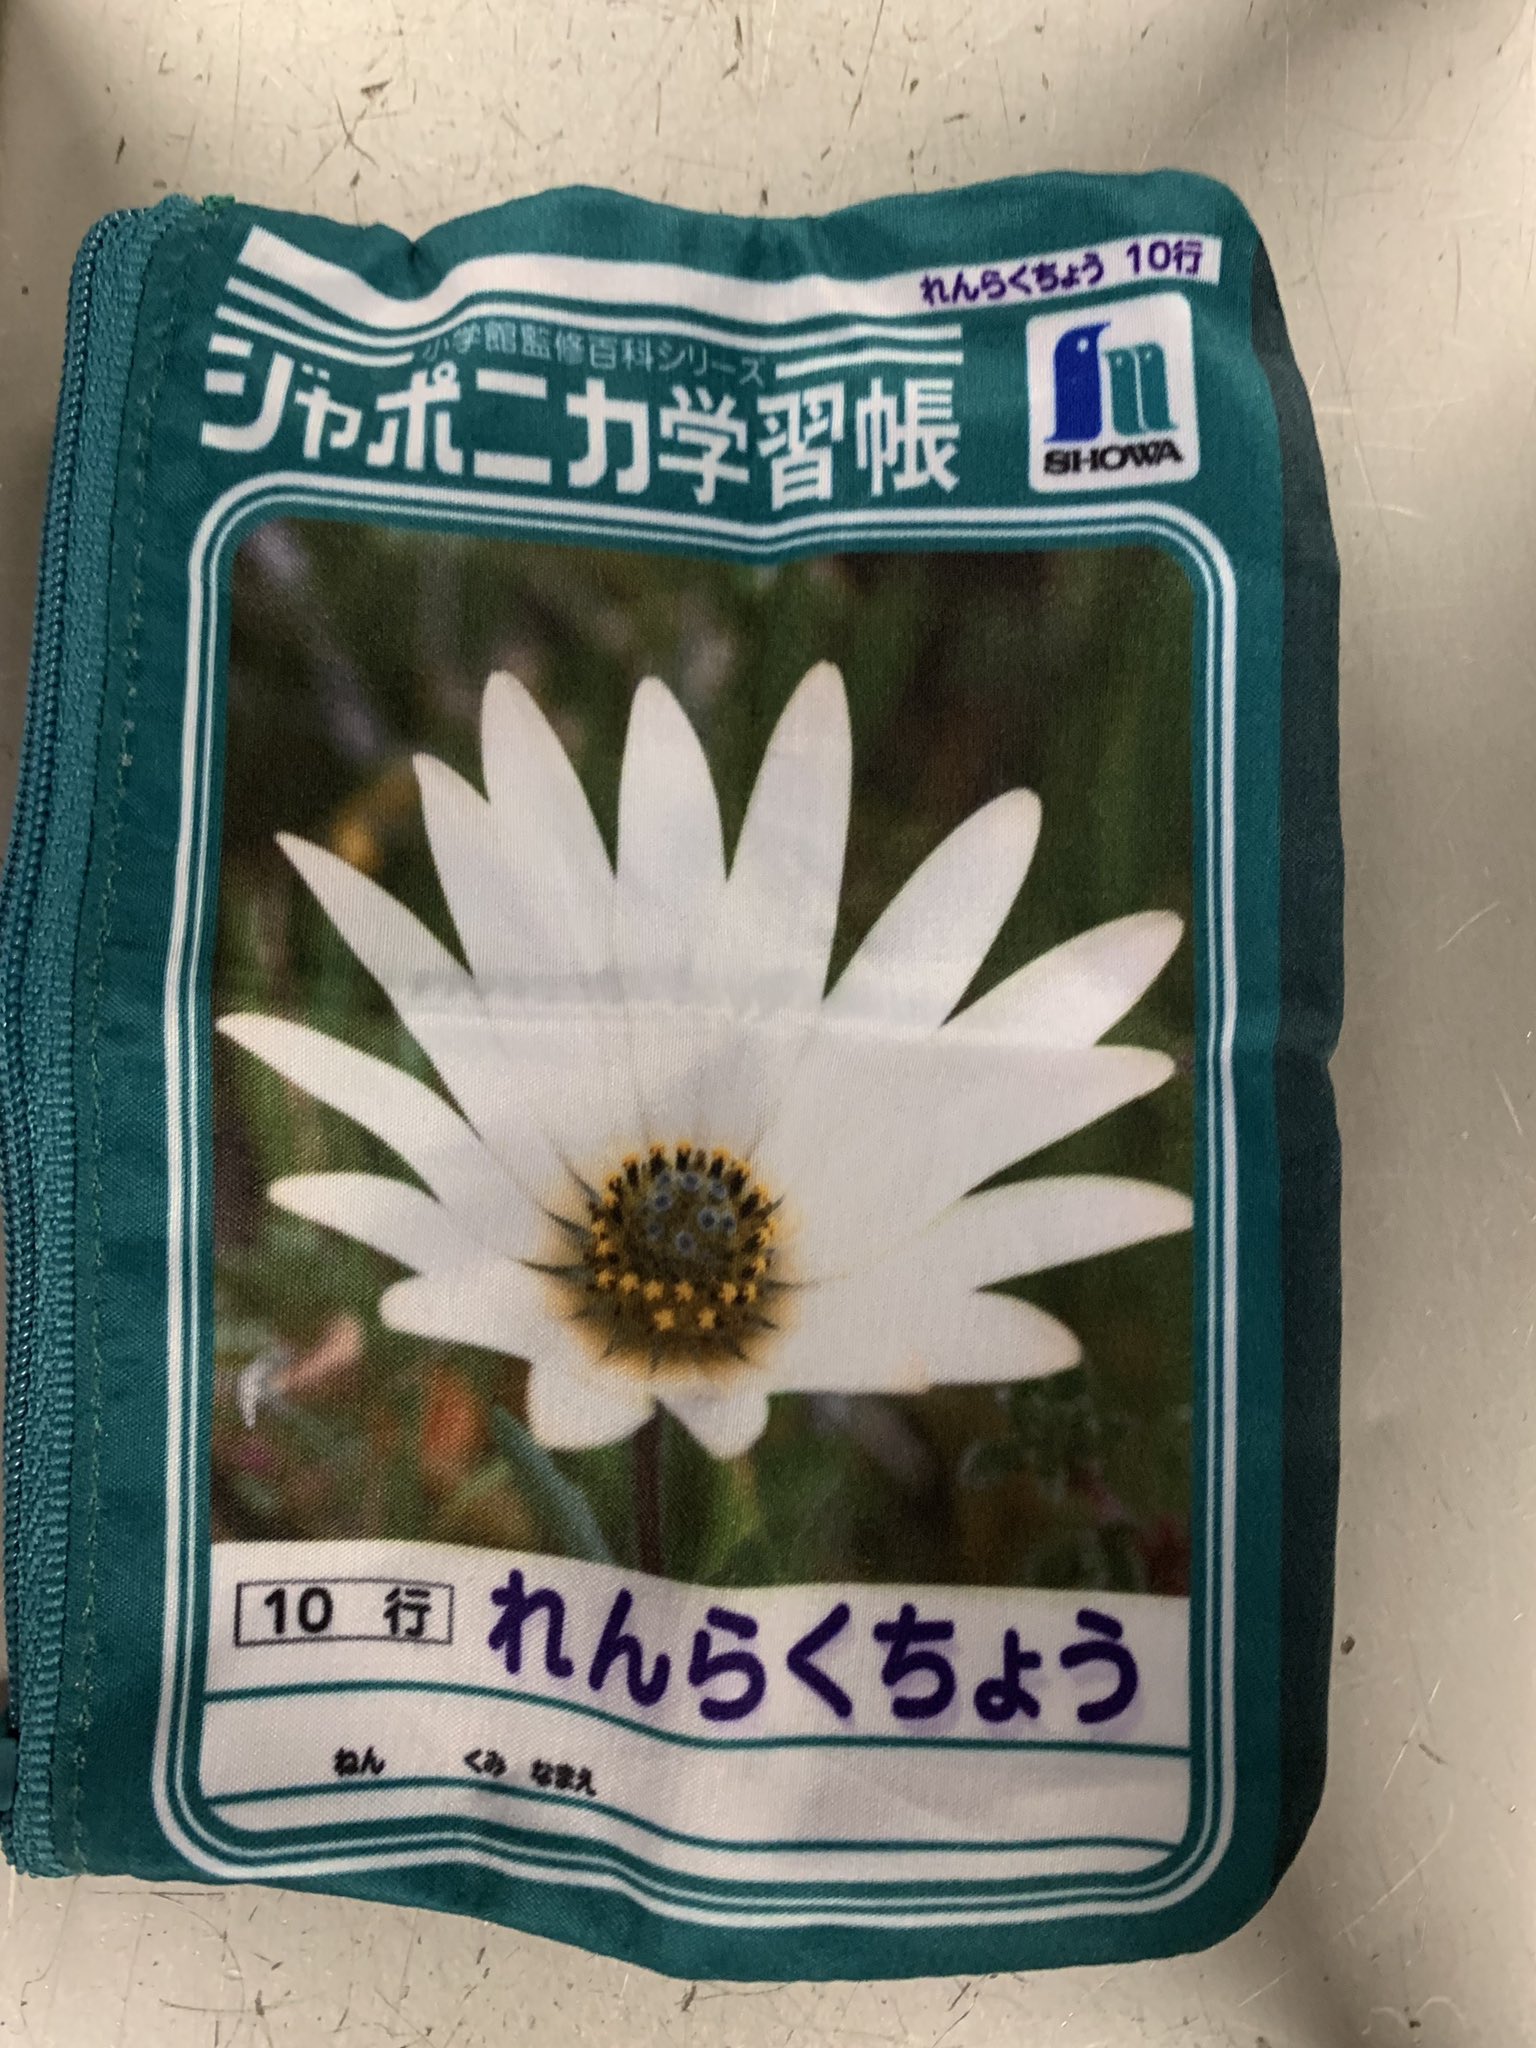 れんらくちょう 10行
小学館監修百科シリーズ
ジャポニカ学習帳
SHOWA
10 行 れんらくちょう
ねん くみ なまえ